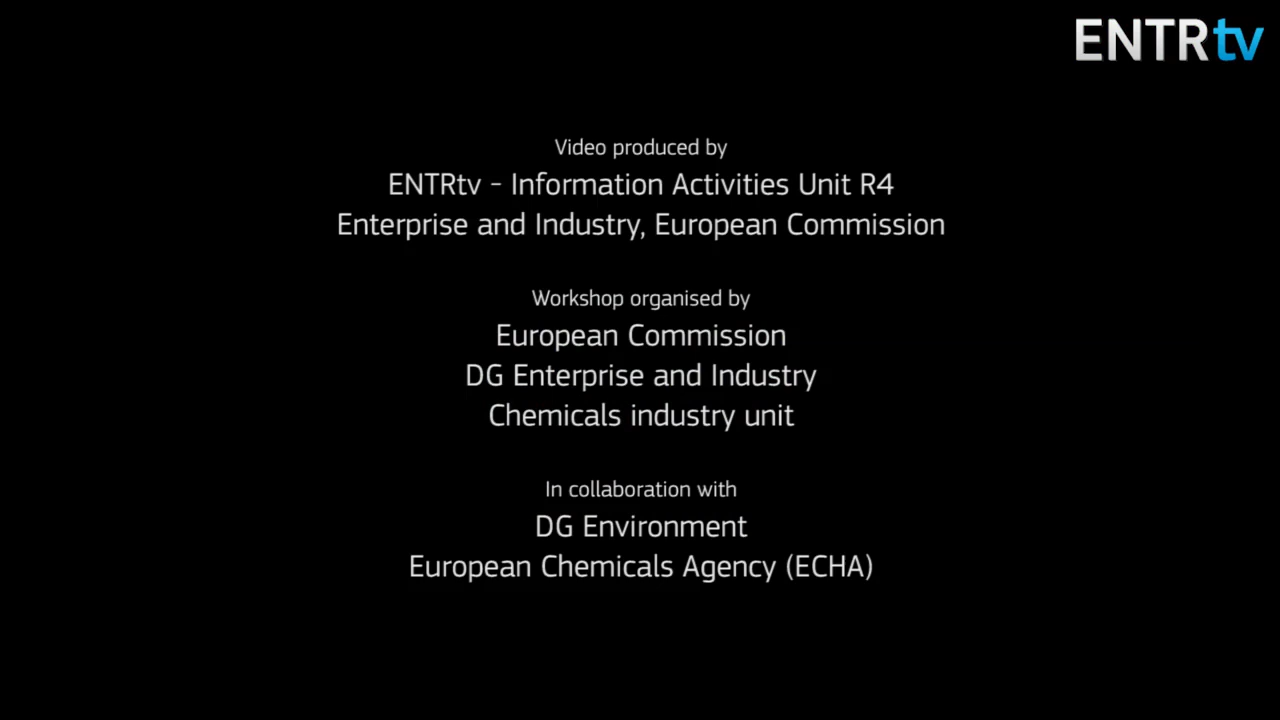 ENTRtv
Video produced by
ENTRtv - Information Activities Unit R4
Enterprise and Industry, European Commission
Workshop organised by
European Commission
DG Enterprise and Industry
Chemicals industry unit
In collaboration with
DG Environment
European Chemicals Agency (ECHA)